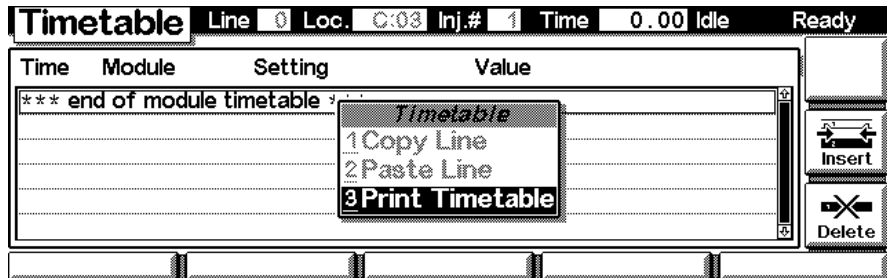 Timetable Line 0 Loc. C:03 Inj.# 1 Time 0.00 Idle Ready
Time Module Setting Value
*** end of module timetable ***
Timetable
1 Copy Line
2 Paste Line
3 Print Timetable
Insert
Delete